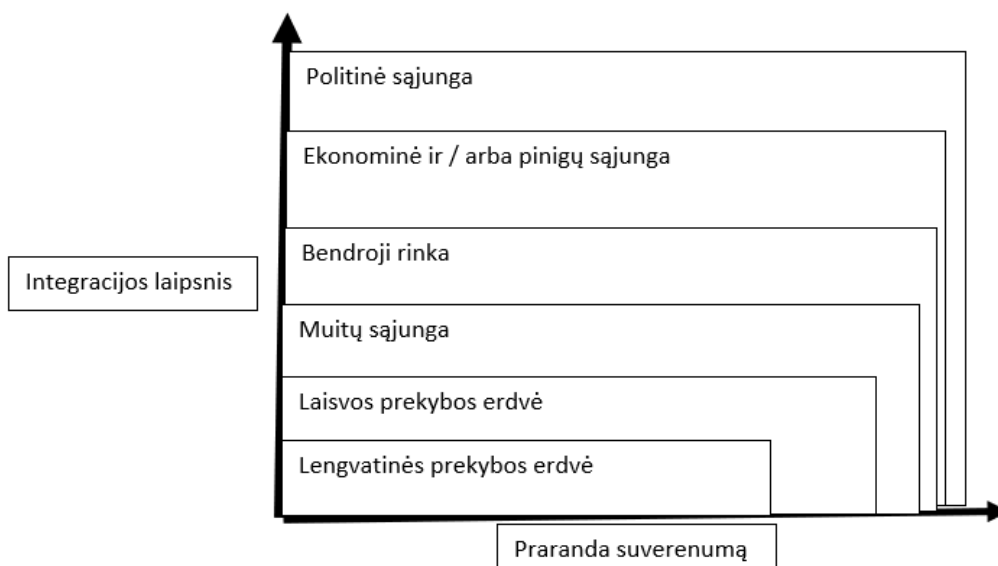 Politinė sąjunga
Ekonominė ir / arba pinigų sąjunga
Bendroji rinka
Integracijos laipsnis
Muitų sąjunga
Laisvos prekybos erdvė
Lengvatinės prekybos erdvė
Praranda suverenumą